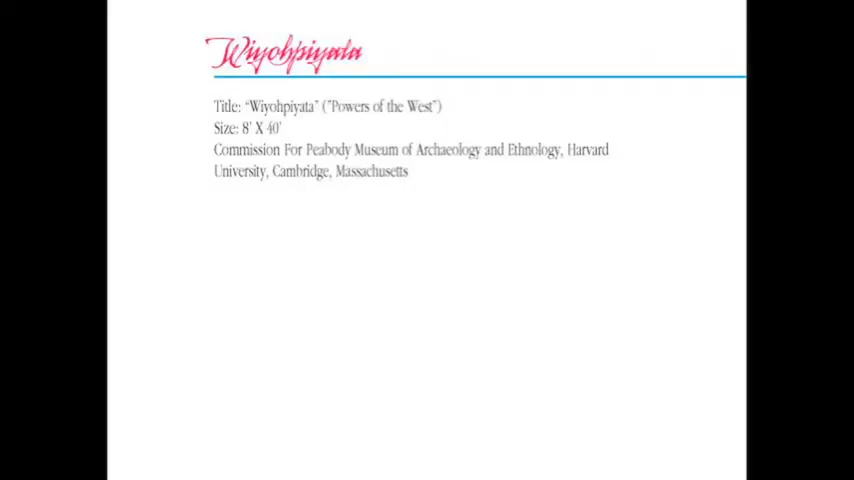 Wiyohpiyata
Title: “Wiyohpiyata” (“Powers of the West”)
Size: 8' X 40'
Commission For Peabody Museum of Archaeology and Ethnology, Harvard
University, Cambridge, Massachusetts